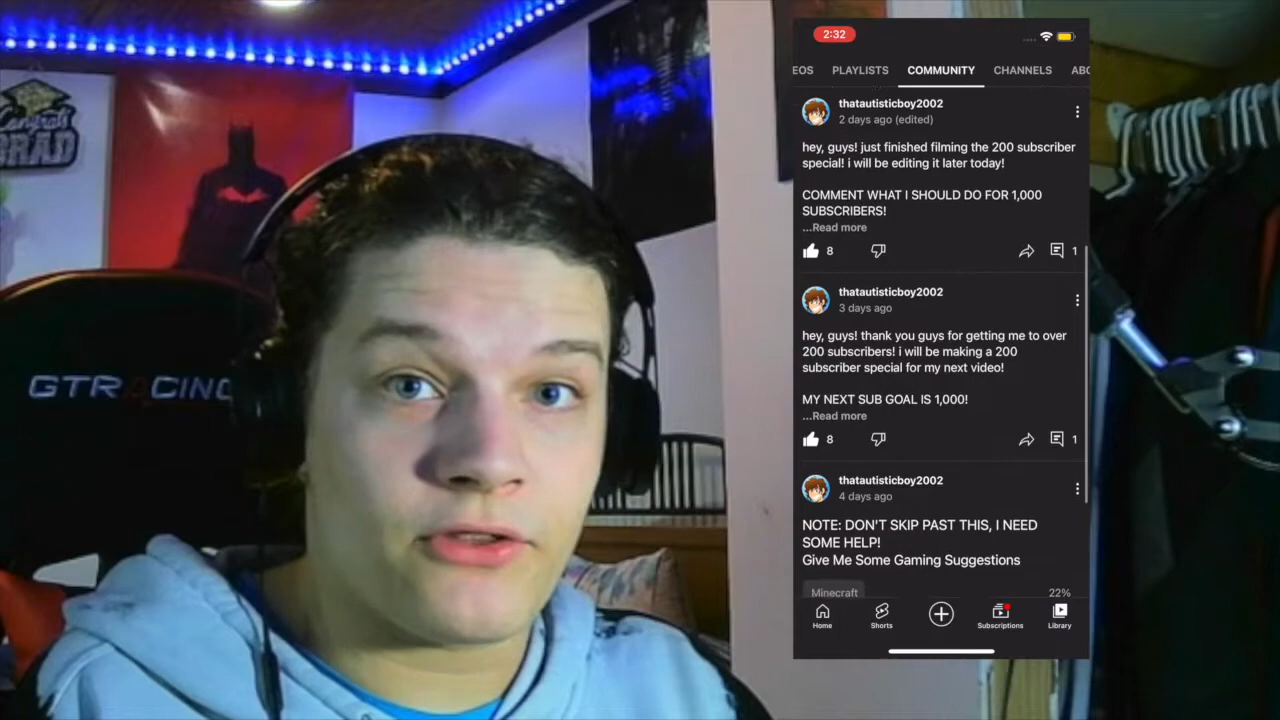 Congrats
GRAD
GTRACING
2:32
EOS PLAYLISTS COMMUNITY CHANNELS ABO
thatautisticboy2002
2 days ago (edited)
hey, guys! just finished filming the 200 subscriber
special! i will be editing it later today!
COMMENT WHAT I SHOULD DO FOR 1,000
SUBSCRIBERS!
...Read more
8 1
thatautisticboy2002
3 days ago
hey, guys! thank you guys for getting me to over
200 subscribers! i will be making a 200
subscriber special for my next video!
MY NEXT SUB GOAL IS 1,000!
...Read more
8 1
thatautisticboy2002
4 days ago
NOTE: DON'T SKIP PAST THIS, I NEED
SOME HELP!
Give Me Some Gaming Suggestions
Minecraft 22%
Home Shorts Subscriptions Library